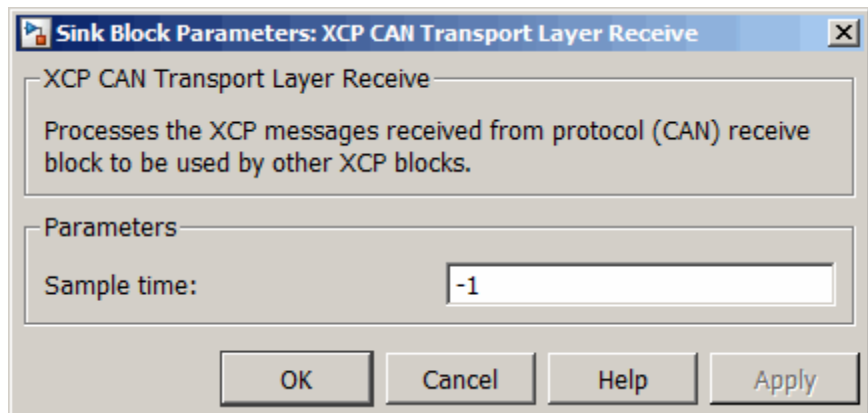 Sink Block Parameters: XCP CAN Transport Layer Receive
XCP CAN Transport Layer Receive
Processes the XCP messages received from protocol (CAN) receive
block to be used by other XCP blocks.
Parameters
Sample time: -1
OK Cancel Help Apply